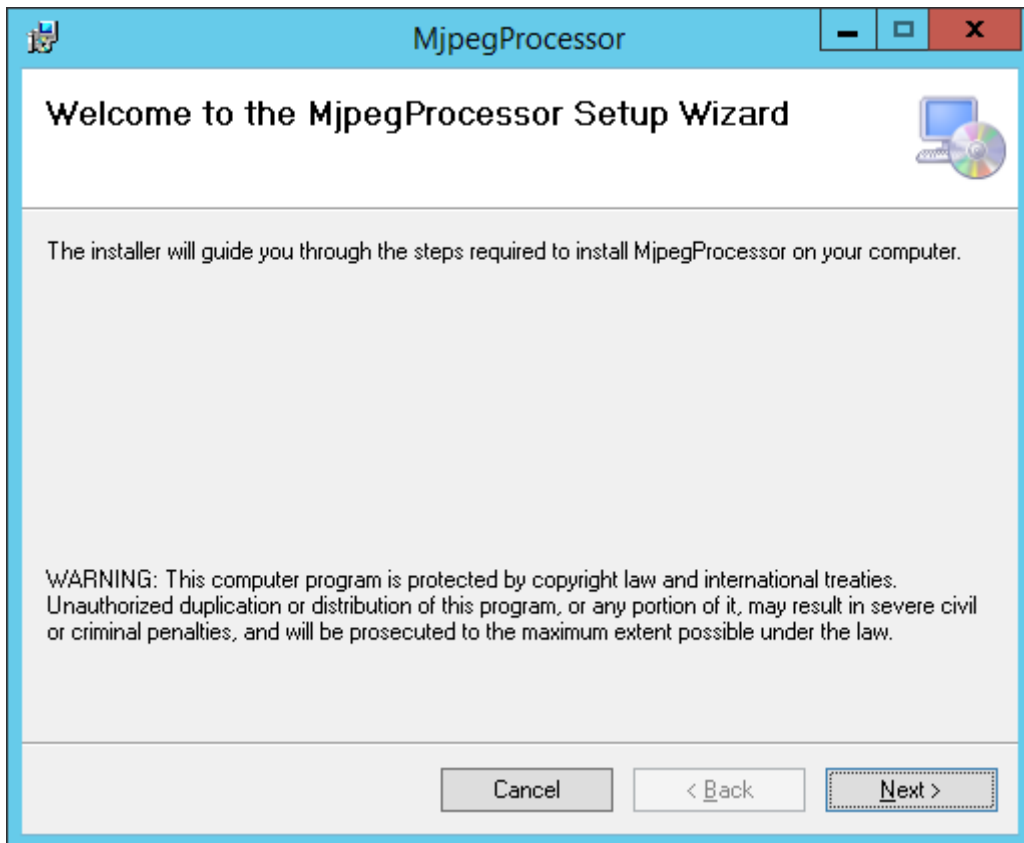 MjpegProcessor
Welcome to the MjpegProcessor Setup Wizard
The installer will guide you through the steps required to install MjpegProcessor on your computer.
WARNING: This computer program is protected by copyright law and international treaties.
Unauthorized duplication or distribution of this program, or any portion of it, may result in severe civil
or criminal penalties, and will be prosecuted to the maximum extent possible under the law.
Cancel < Back Next >